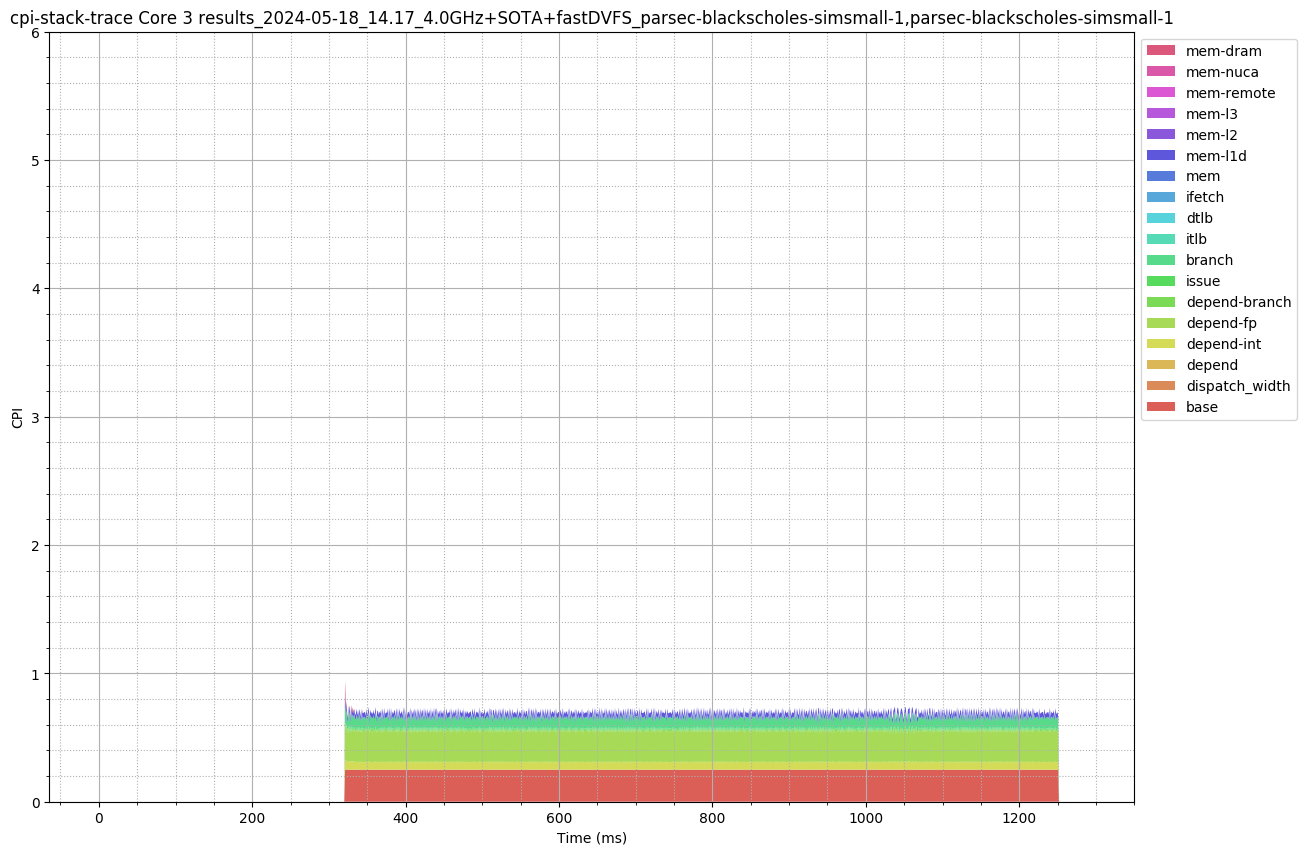 cpi-stack-trace Core 3 results_2024-05-18_14.17_4.0GHz+SOTA+fastDVFS_parsec-blackscholes-simsmall-1,parsec-blackscholes-simsmall-1
6
5
4
3
2
1
0
CPI
0 200 400 600 800 1000 1200
Time (ms)
mem-dram
mem-nuca
mem-remote
mem-l3
mem-l2
mem-l1d
mem
ifetch
dtlb
itlb
branch
issue
depend-branch
depend-fp
depend-int
depend
dispatch_width
base